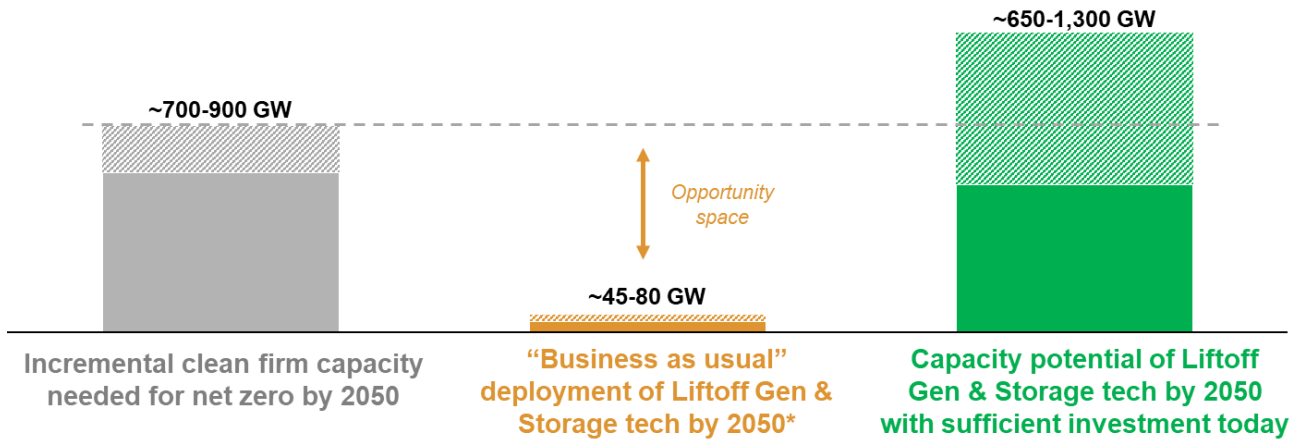 ~650-1,300 GW
~700-900 GW
Opportunity
space
~45-80 GW
Incremental clean firm capacity
needed for net zero by 2050
“Business as usual”
deployment of Liftoff Gen &
Storage tech by 2050*
Capacity potential of Liftoff
Gen & Storage tech by 2050
with sufficient investment today